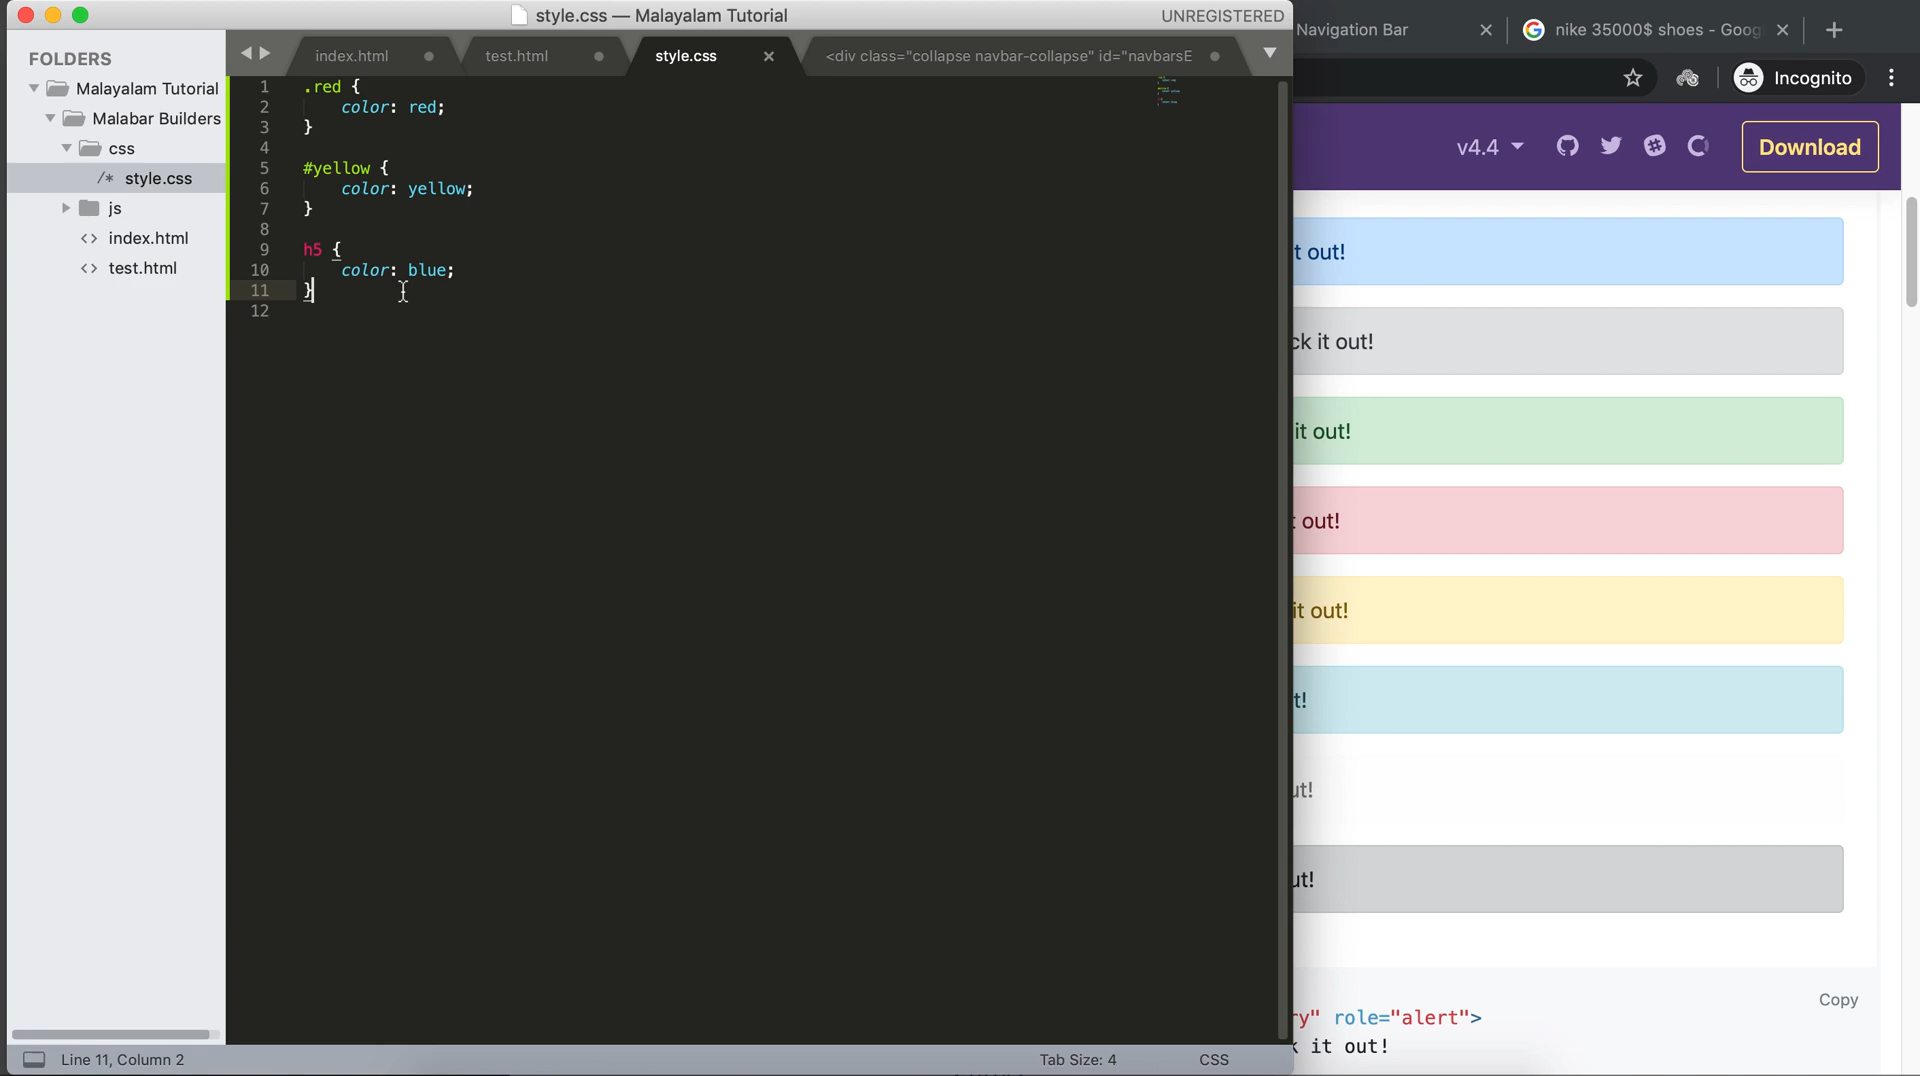 style.css — Malayalam Tutorial
UNREGISTERED
FOLDERS
Malayalam Tutorial
Malabar Builders
css
/* style.css
js
<> index.html
<> test.html
index.html
test.html
style.css
<div class="collapse navbar-collapse" id="navbarsE
1 .red {
2 color: red;
3 }
4
5 #yellow {
6 color: yellow;
7 }
8
9 h5 {
10 color: blue;
11 }
12
Line 11, Column 2
Tab Size: 4
CSS
Navigation Bar
nike 35000$ shoes - Goog
Incognito
v4.4
Download
t out!
ck it out!
it out!
t out!
it out!
t!
ut!
ut!
Copy
ry" role="alert">
k it out!